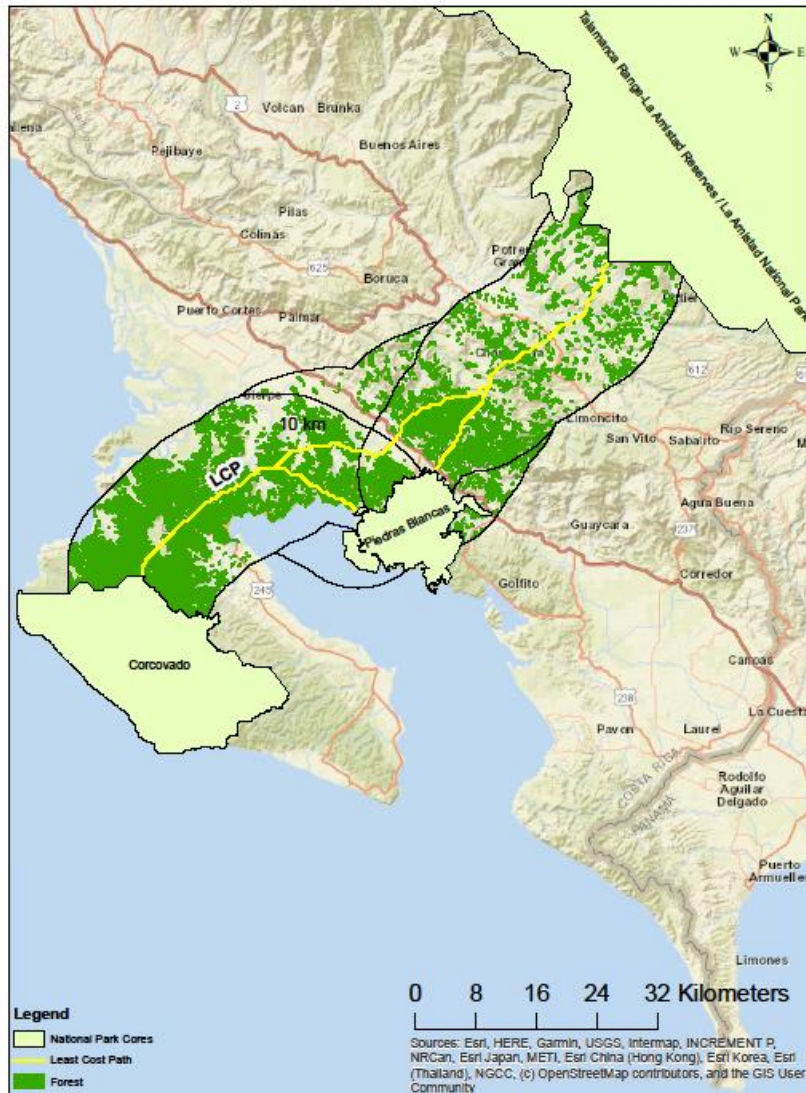 N
W E
S
Talamanca Range-La Amistad Reserves / La Amistad National Park
2
Volcan Brunka
Buenos Aires
Pejibaye
Pilas
Colinas
625
Boruca
Potrero
Puerto Cortes
Palmar
612
Sierpe
10 km
LCP
Limoncito
San Vito
Sabalito
Rio Sereno
Agua Buena
Piedras Blancas
Guaycara
237
Corredor
245
Golfito
Corcovado
Canoas
238
La Cuesta
Pavon
Laurel
COSTA RICA
PANAMÁ
Rodolfo
Aguilar
Delgado
Puerto
Armuelles
Limones
Legend
National Park Cores
Least Cost Path
Forest
0 8 16 24 32 Kilometers
Sources: Esri, HERE, Garmin, USGS, Intermap, INCREMENT P,
NRCan, Esri Japan, METI, Esri China (Hong Kong), Esri Korea, Esri
(Thailand), NGCC, (c) OpenStreetMap contributors, and the GIS User
Community